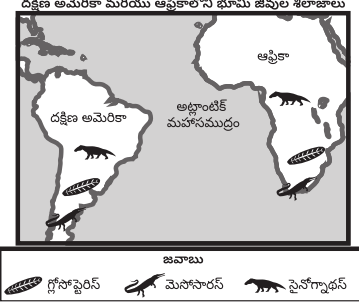 దక్షిణ అమెరికా మరియు ఆఫ్రికాలోని భూమి జీవుల శిలాజాలు
ఆఫ్రికా
అట్లాంటిక్
మహాసముద్రం
దక్షిణ అమెరికా
జవాబు
గ్లోసోప్టెరిస్
మెసోసారస్
సైనోగ్నాథస్